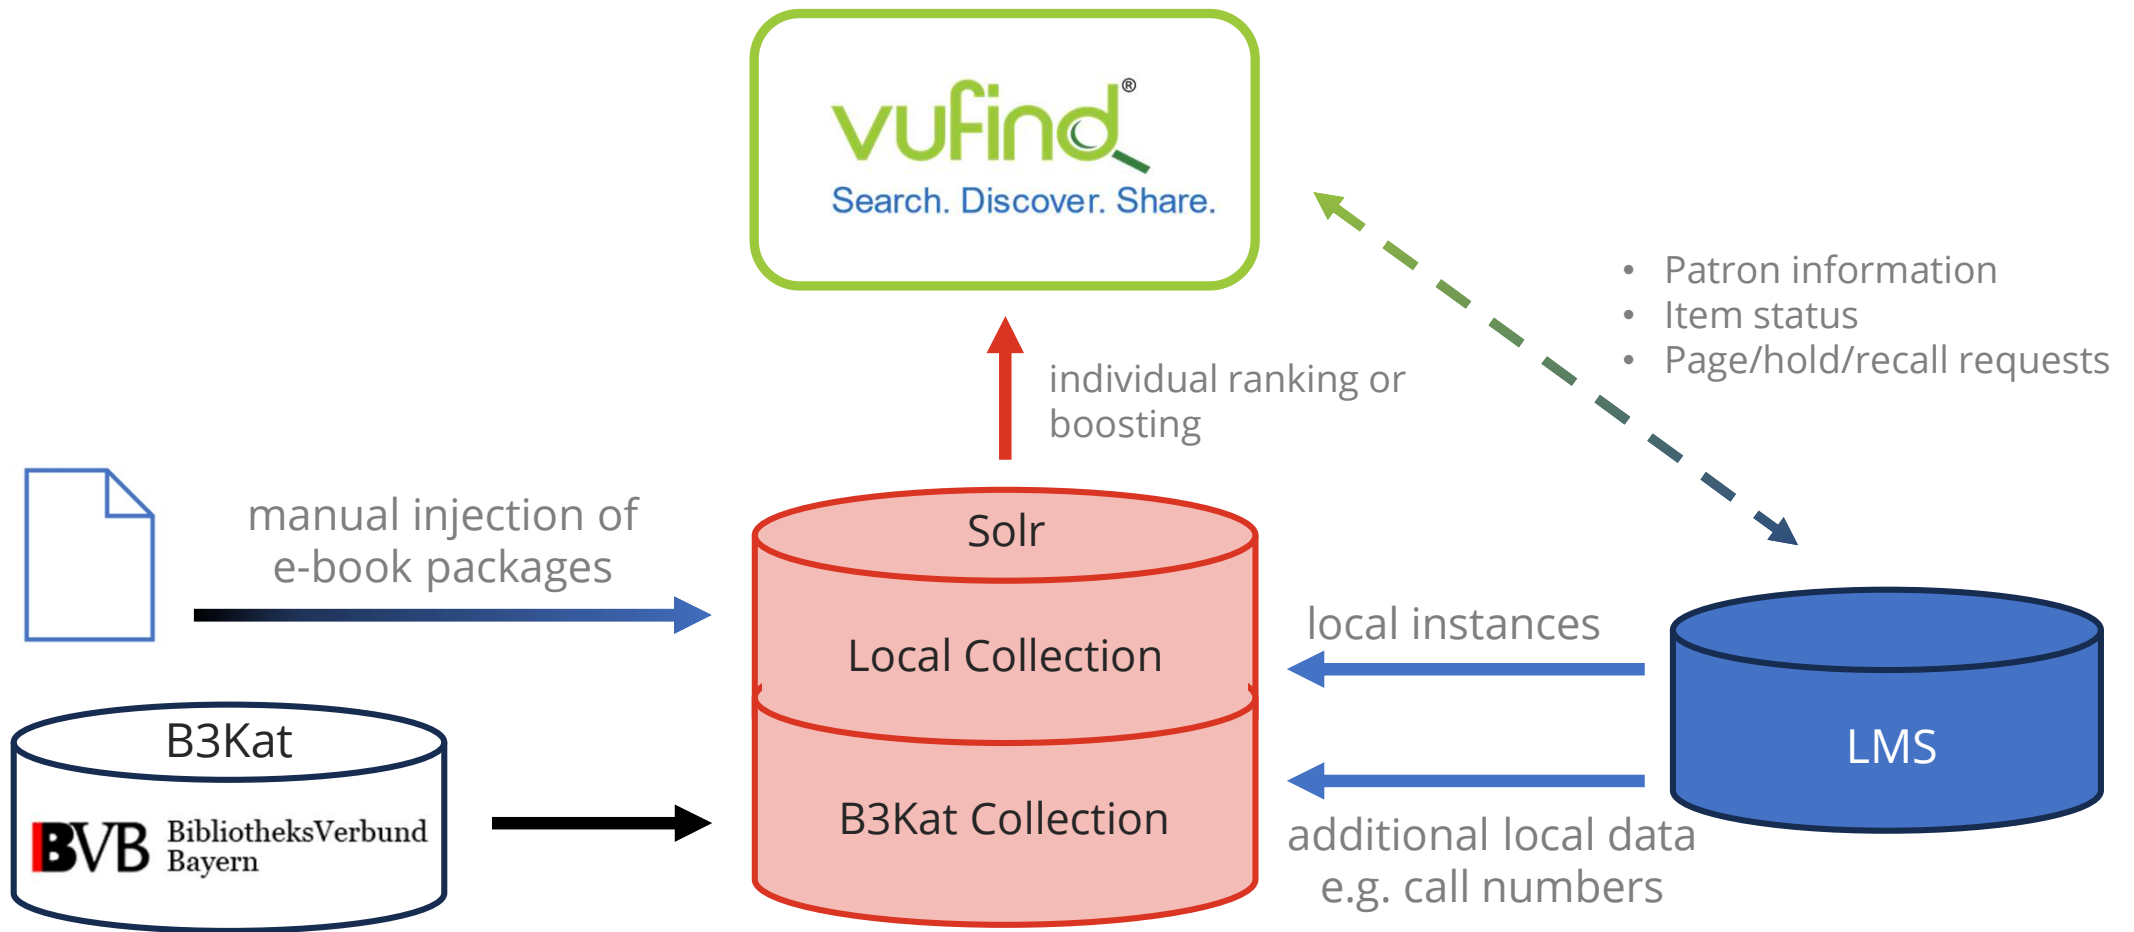 vufind®
Search. Discover. Share.
• Patron information
• Item status
• Page/hold/recall requests
individual ranking or
boosting
manual injection of
e-book packages
Solr
Local Collection
B3Kat Collection
local instances
LMS
additional local data
e.g. call numbers
B3Kat
BVB
BibliotheksVerbund
Bayern